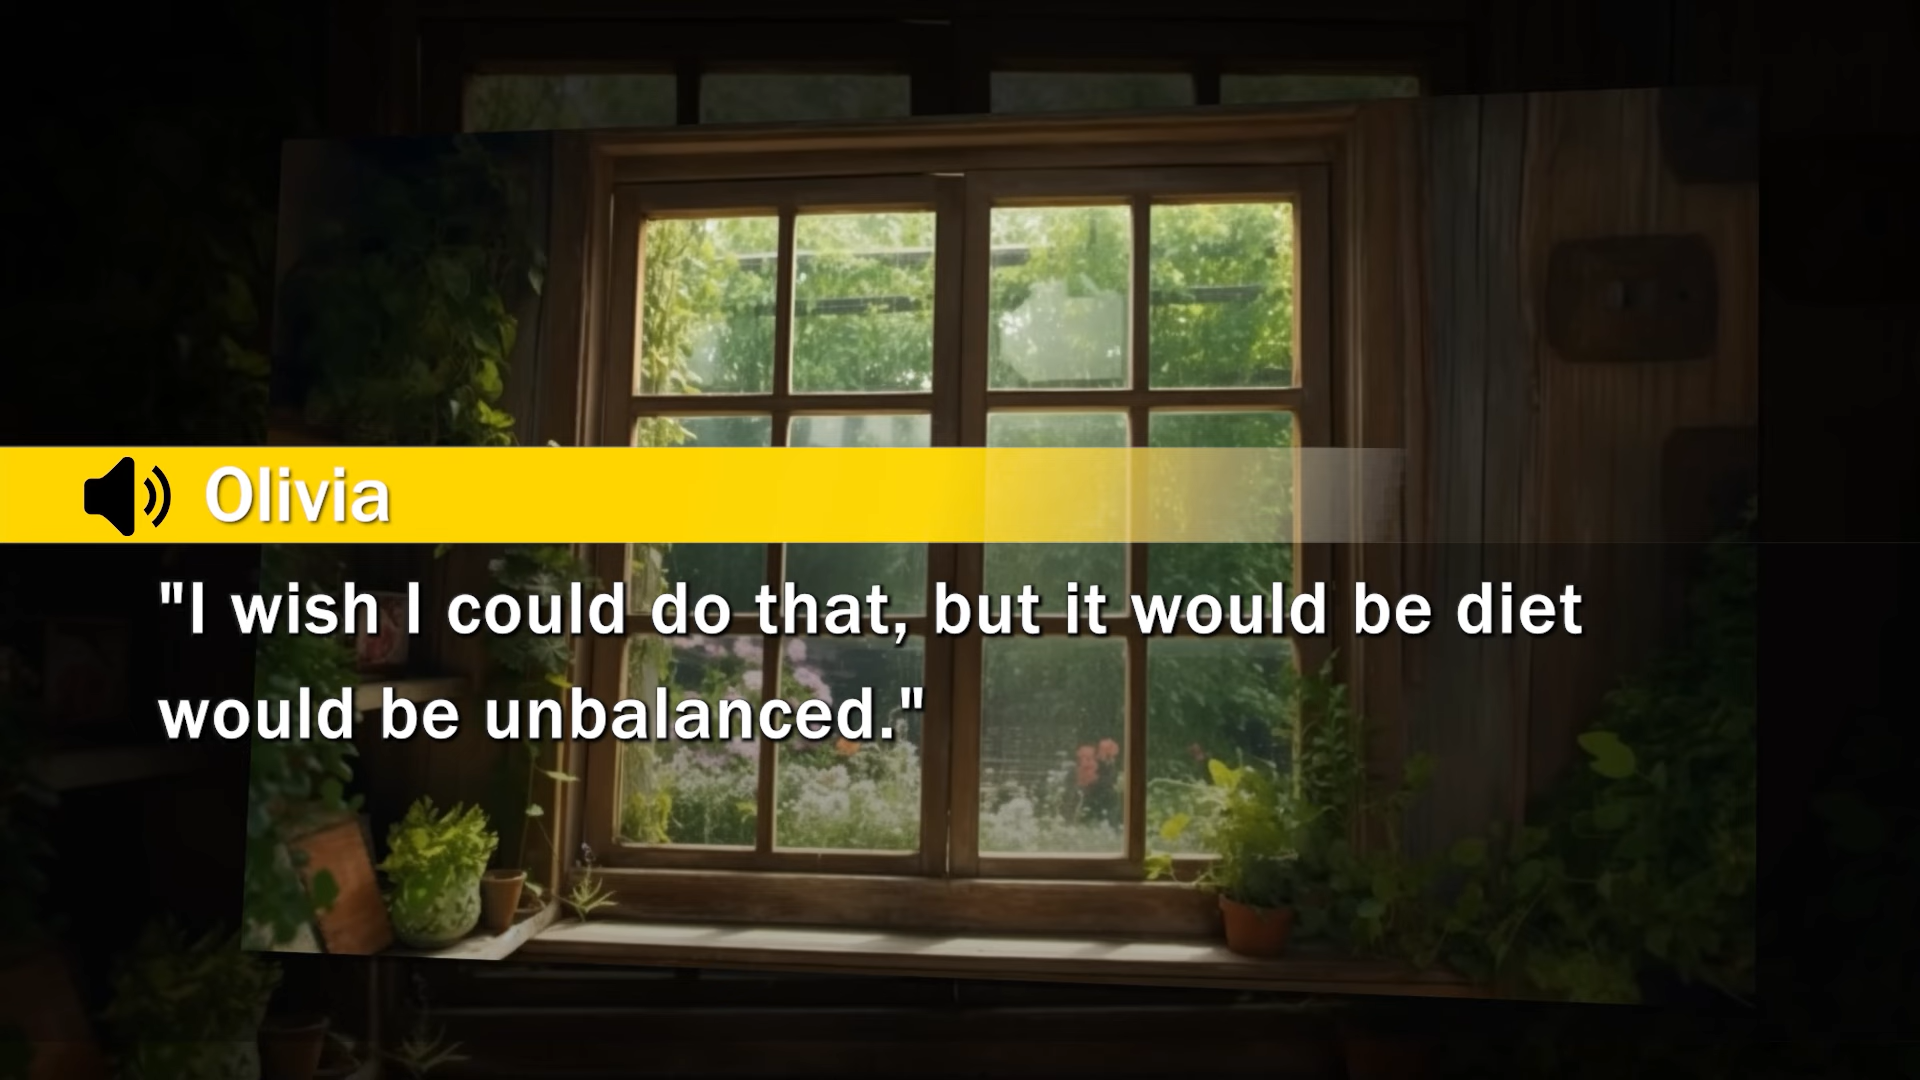 Olivia
"I wish I could do that, but it would be diet
would be unbalanced."